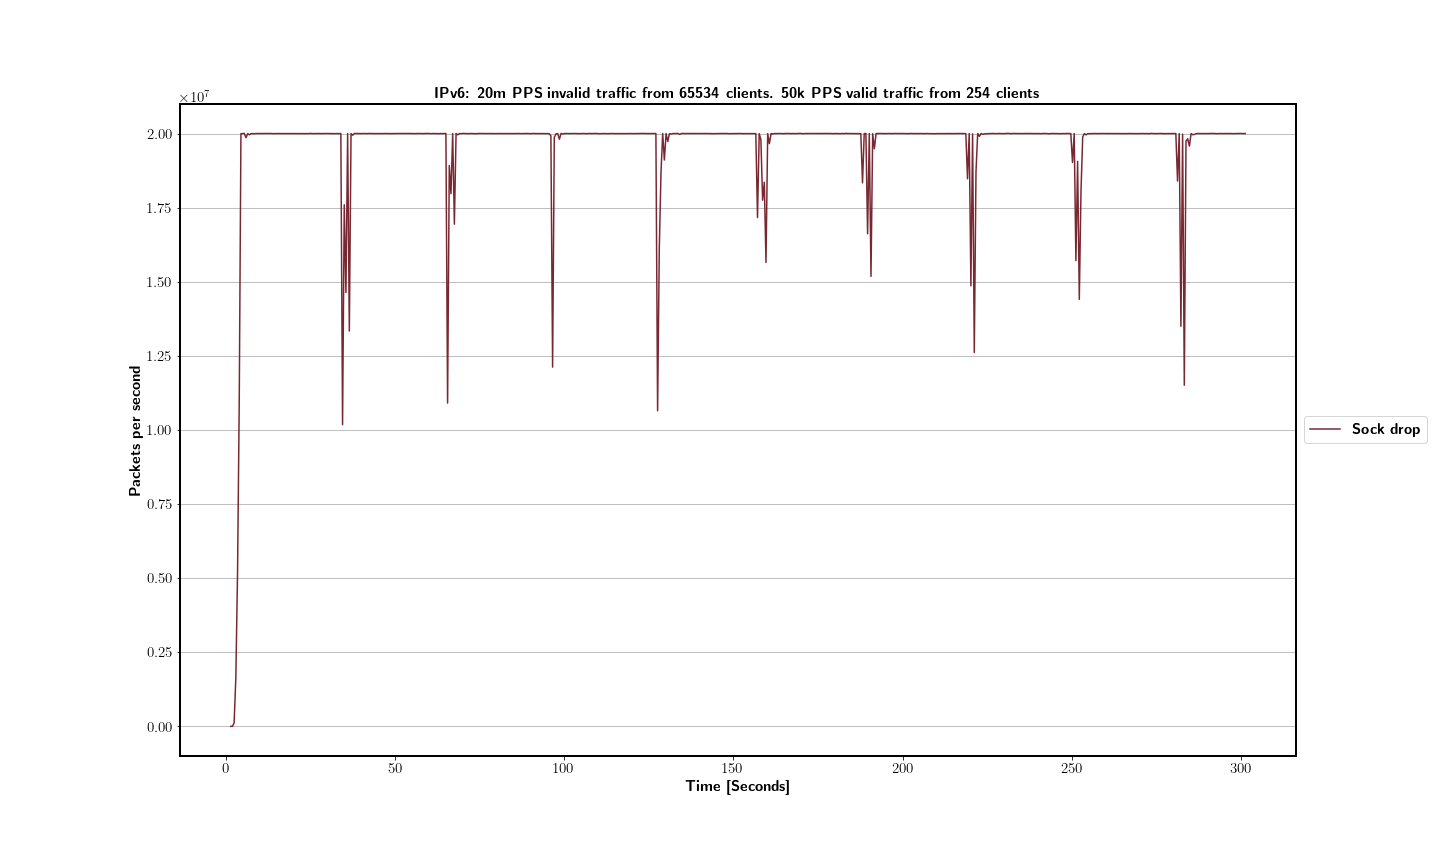 IPv6: 20m PPS invalid traffic from 65534 clients. 50k PPS valid traffic from 254 clients
×10⁷
2.00
1.75
1.50
1.25
1.00
0.75
0.50
0.25
0.00
Packets per second
0 50 100 150 200 250 300
Time [Seconds]
Sock drop